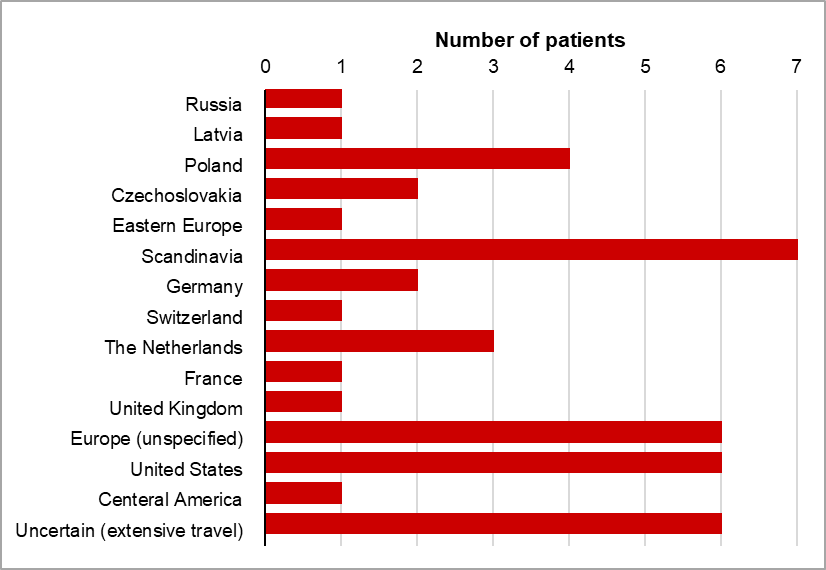 Number of patients
0 1 2 3 4 5 6 7
Russia
Latvia
Poland
Czechoslovakia
Eastern Europe
Scandinavia
Germany
Switzerland
The Netherlands
France
United Kingdom
Europe (unspecified)
United States
Centeral America
Uncertain (extensive travel)